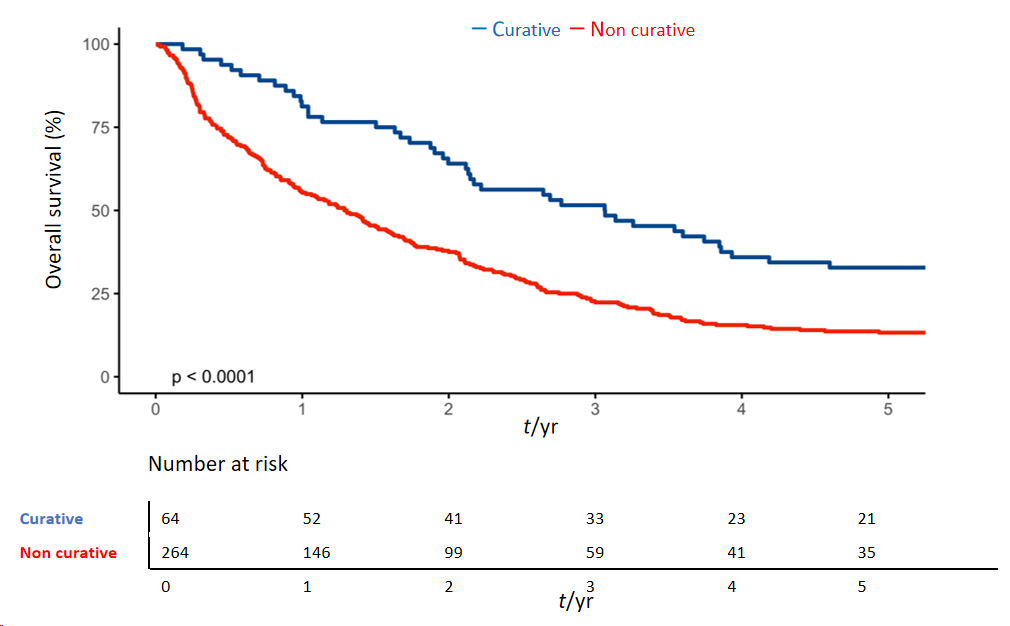 Curative Non curative
100
75
50
25
0
Overall survival (%)
p < 0.0001
0 1 2 3 4 5
t/yr
Number at risk
Curative 64 52 41 33 23 21
Non curative 264 146 99 59 41 35
0 1 2 3 4 5
t/yr